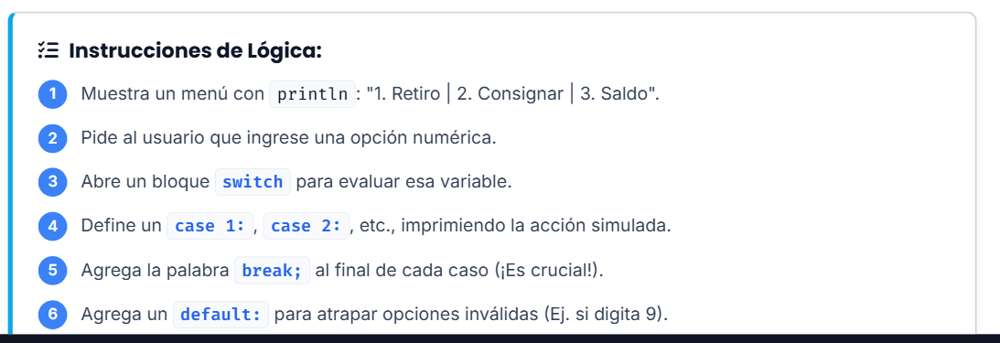 Instrucciones de Lógica:
1 Muestra un menú con println: "1. Retiro | 2. Consignar | 3. Saldo".
2 Pide al usuario que ingrese una opción numérica.
3 Abre un bloque switch para evaluar esa variable.
4 Define un case 1:, case 2:, etc., imprimiendo la acción simulada.
5 Agrega la palabra break; al final de cada caso (¡Es crucial!).
6 Agrega un default: para atrapar opciones inválidas (Ej. si digita 9).